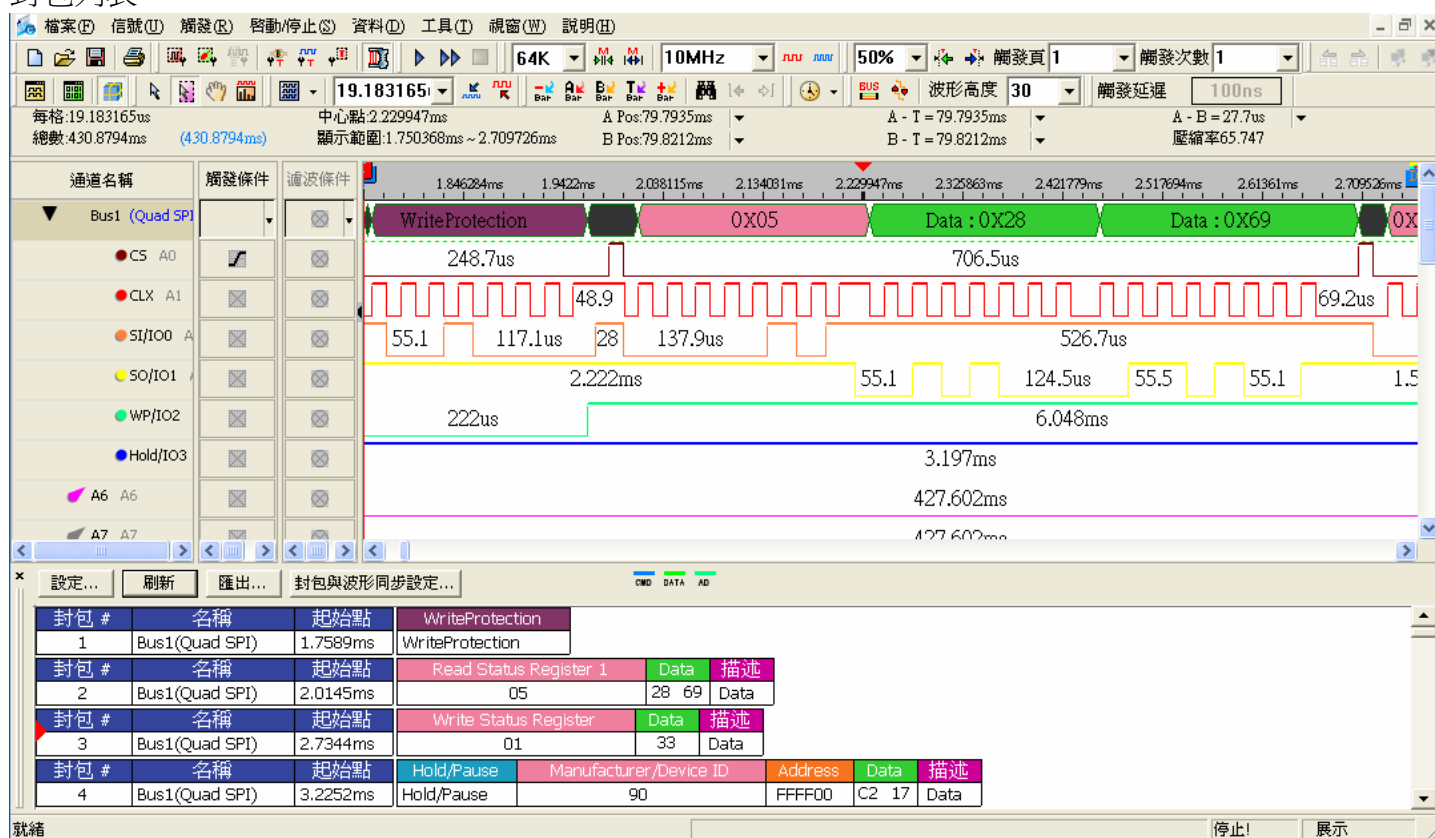 檔案(F) 信號(U) 觸發(R) 啓動/停止(S) 資料(D) 工具(T) 視窗(W) 說明(H)
64K 10MHz 50% 觸發頁 1 觸發次數 1
19.183165 BUS 波形高度 30 觸發延遲 100ns
每格:19.183165us 中心點:2.229947ms A Pos:79.7935ms A - T = 79.7935ms A - B = 27.7us
總數:430.8794ms (430.8794ms) 顯示範圍:1.750368ms ~ 2.709726ms B Pos:79.8212ms B - T = 79.8212ms 壓縮率65.747
通道名稱 觸發條件 濾波條件 1.846284ms 1.9422ms 2.038115ms 2.134031ms 2.229947ms 2.325863ms 2.421779ms 2.517694ms 2.61361ms 2.709526ms
Bus1 (Quad SPI WriteProtection 0X05 Data : 0X28 Data : 0X69 0X
CS A0 248.7us 706.5us
CLX A1 48.9 69.2us
SI/IO0 A 55.1 117.1us 28 137.9us 526.7us
SO/IO1 2.222ms 55.1 124.5us 55.5 55.1 1.5
WP/IO2 222us 6.048ms
Hold/IO3 3.197ms
A6 A6 427.602ms
A7 A7 427.602ms
設定... 刷新 匯出... 封包與波形同步設定... CMD DATA AD
封包 # 名稱 起始點 WriteProtection
1 Bus1(Quad SPI) 1.7589ms WriteProtection
封包 # 名稱 起始點 Read Status Register 1 Data 描述
2 Bus1(Quad SPI) 2.0145ms 05 28 69 Data
封包 # 名稱 起始點 Write Status Register Data 描述
3 Bus1(Quad SPI) 2.7344ms 01 33 Data
封包 # 名稱 起始點 Hold/Pause Manufacturer/Device ID Address Data 描述
4 Bus1(Quad SPI) 3.2252ms Hold/Pause 90 FFFF00 C2 17 Data
就緒 停止! 展示